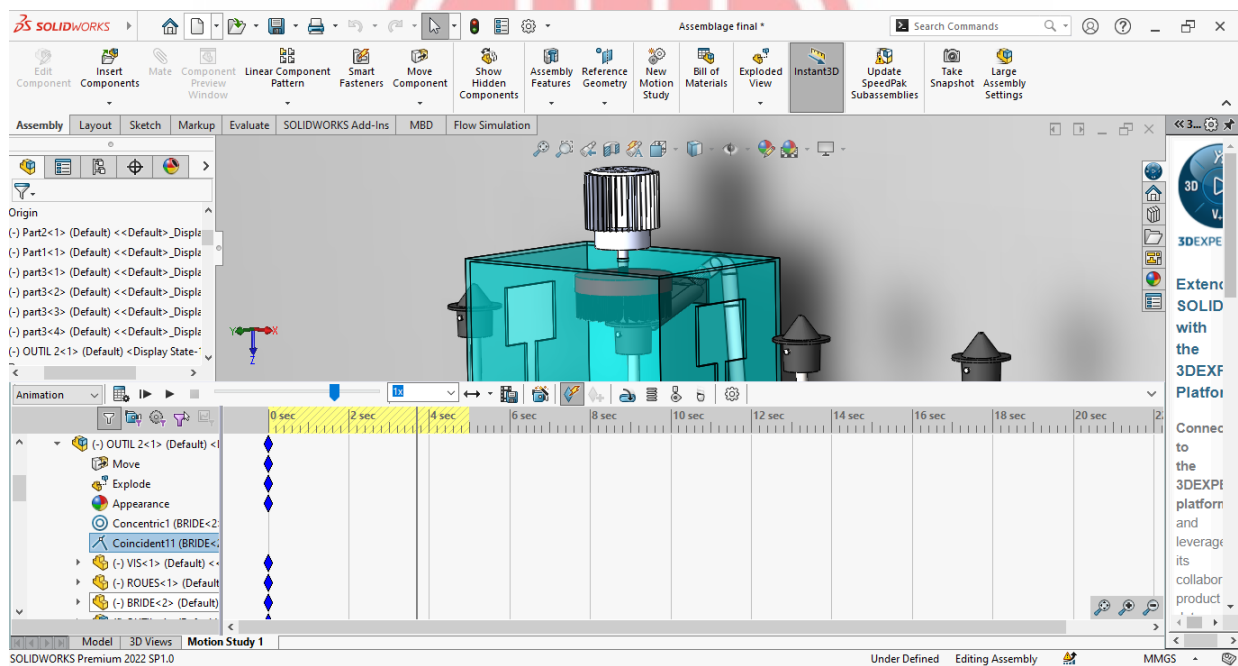 3S SOLIDWORKS
Assemblage final *
Search Commands
Edit Component
Insert Components
Mate
Component Preview Window
Linear Component Pattern
Smart Fasteners
Move Component
Show Hidden Components
Assembly Features
Reference Geometry
New Motion Study
Bill of Materials
Exploded View
Instant3D
Update SpeedPak Subassemblies
Take Snapshot
Large Assembly Settings
Assembly Layout Sketch Markup Evaluate SOLIDWORKS Add-Ins MBD Flow Simulation
3...
Origin
(-) Part2<1> (Default) <<Default>_Displa
(-) Part1<1> (Default) <<Default>_Displa
(-) part3<1> (Default) <<Default>_Displa
(-) part3<2> (Default) <<Default>_Displa
(-) part3<3> (Default) <<Default>_Displa
(-) part3<4> (Default) <<Default>_Displa
(-) OUTIL 2<1> (Default) <Display State-
Y X
Z
3D
V+
3DEXPE
Extend
SOLID
with
the
3DEXF
Platfor
Connec
to
the
3DEXPE
platforn
and
leverage
its
collabor
product
Animation
1x
0 sec 2 sec 4 sec 6 sec 8 sec 10 sec 12 sec 14 sec 16 sec 18 sec 20 sec 2
(-) OUTIL 2<1> (Default) <
Move
Explode
Appearance
Concentric1 (BRIDE<2
Coincident11 (BRIDE<
(-) VIS<1> (Default) <<
(-) ROUES<1> (Default
(-) BRIDE<2> (Default)
Model 3D Views Motion Study 1
SOLIDWORKS Premium 2022 SP1.0
Under Defined Editing Assembly MMGS